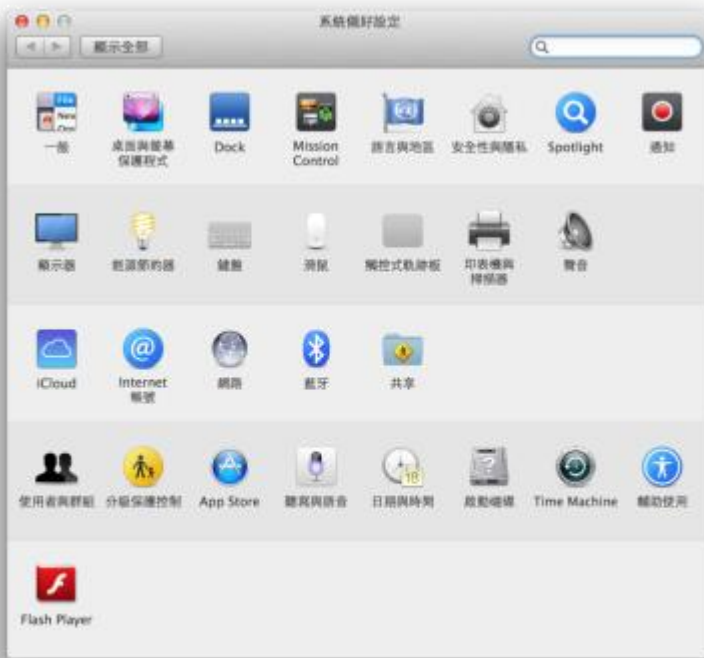 系統偏好設定
顯示全部
一般
桌面與螢幕
保護程式
Dock
Mission
Control
語言與地區
安全性與隱私
Spotlight
通知
顯示器
能源節約器
鍵盤
滑鼠
觸控式軌跡板
印表機與
掃描器
聲音
iCloud
Internet
帳號
網路
藍牙
共享
使用者與群組
分級保護控制
App Store
聽寫與語音
日期與時間
啟動磁碟
Time Machine
輔助使用
Flash Player